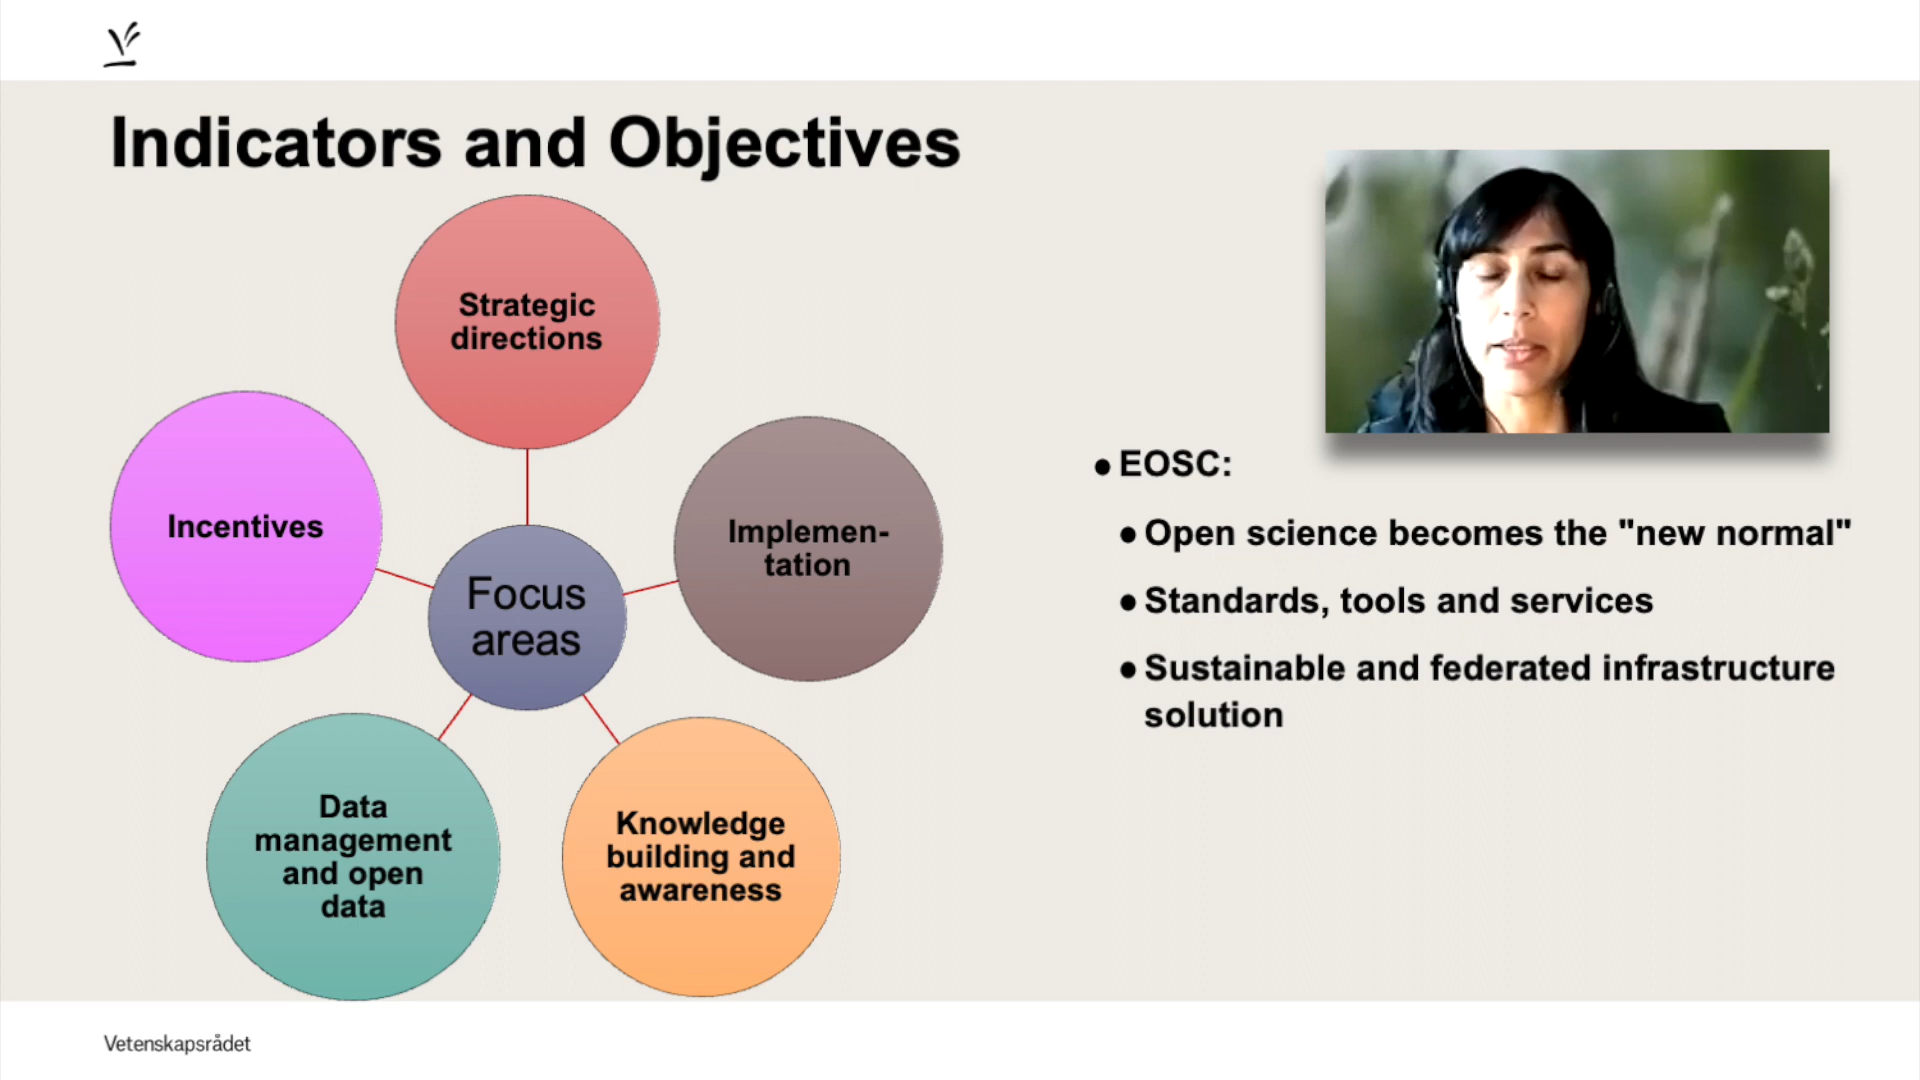 Indicators and Objectives
Strategic
directions
Incentives
Implemen-
tation
Focus
areas
Data
management
and open
data
Knowledge
building and
awareness
● EOSC:
● Open science becomes the "new normal"
● Standards, tools and services
● Sustainable and federated infrastructure
solution
Vetenskapsrådet